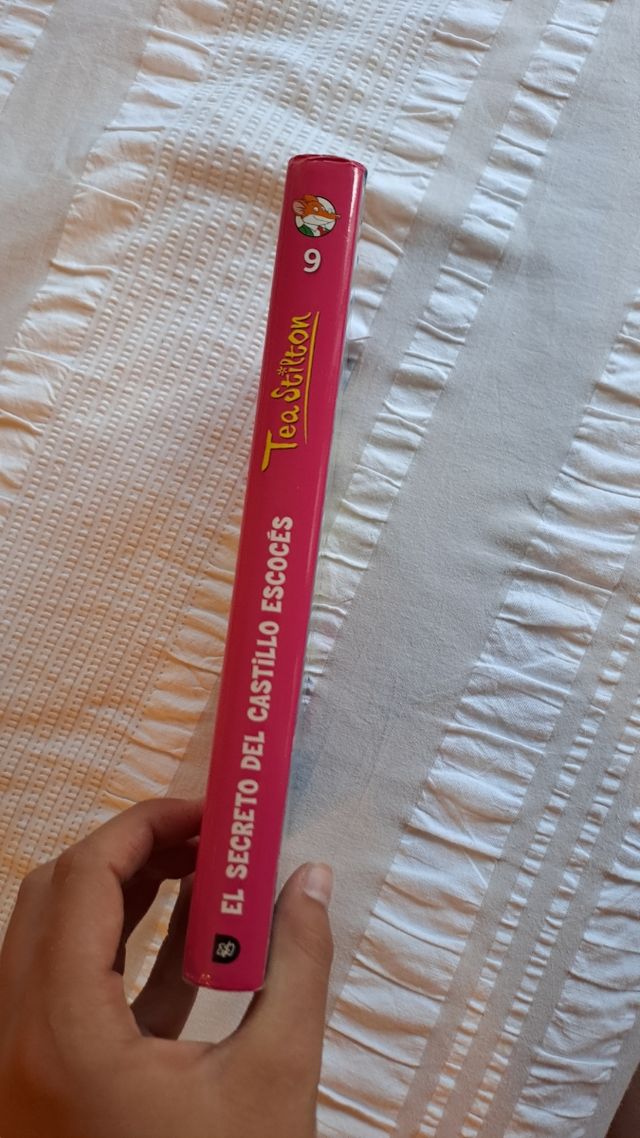 9
Tea Stilton
EL SECRETO DEL CASTILLO ESCOCÉS